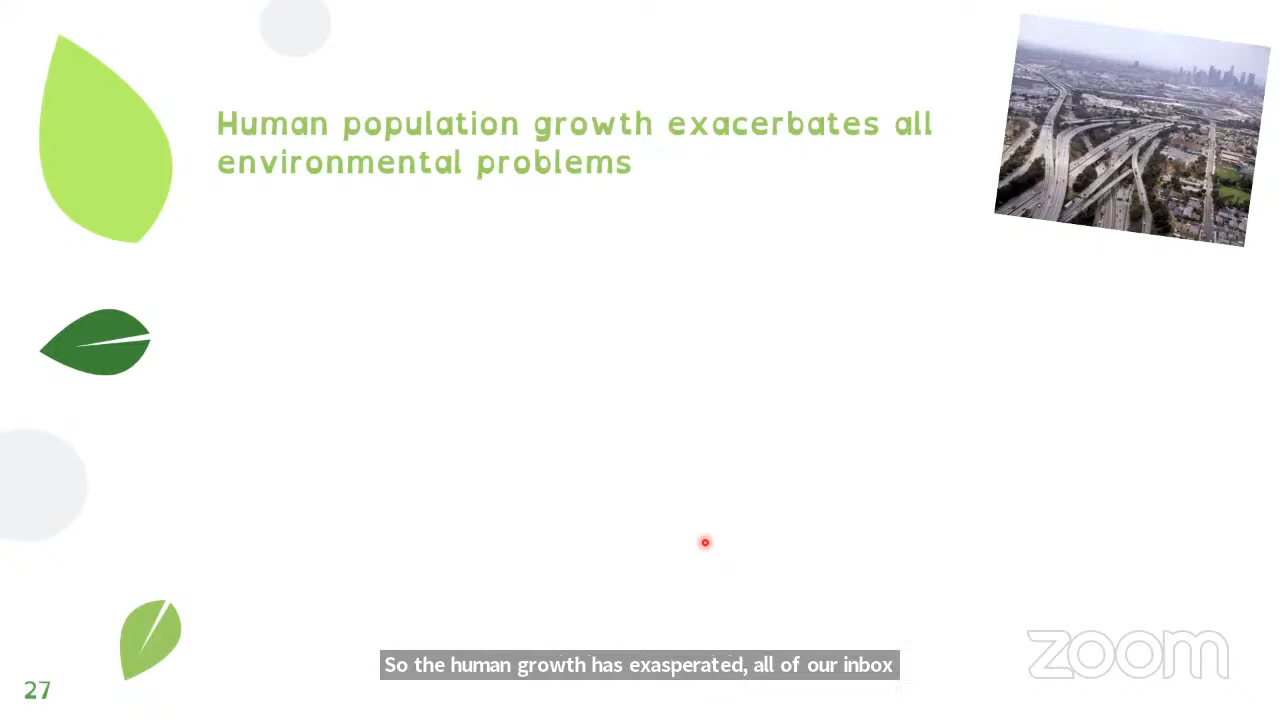 Human population growth exacerbates all
environmental problems
So the human growth has exasperated, all of our inbox
zoom
27